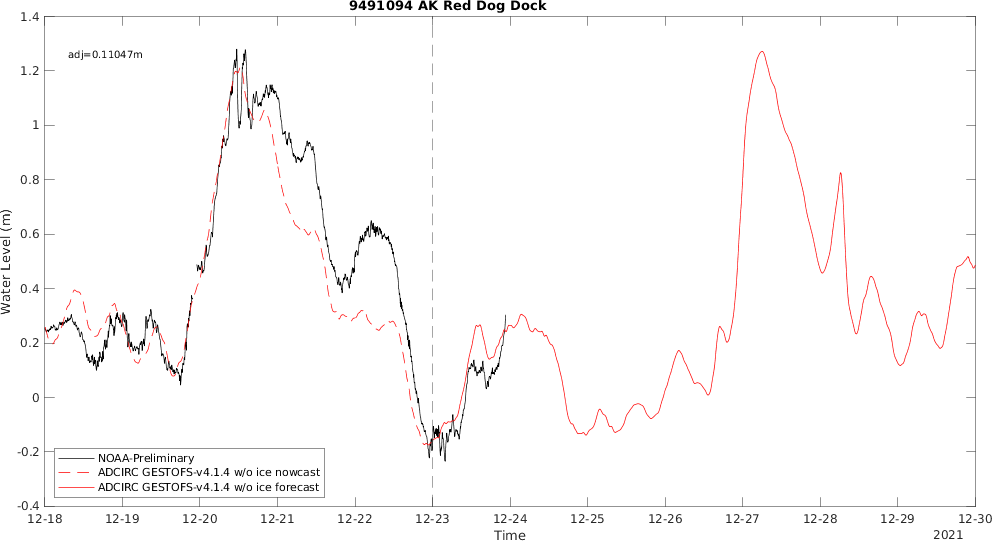 9491094 AK Red Dog Dock
adj=0.11047m
Water Level (m)
1.4
1.2
1
0.8
0.6
0.4
0.2
0
-0.2
-0.4
NOAA-Preliminary
ADCIRC GESTOFS-v4.1.4 w/o ice nowcast
ADCIRC GESTOFS-v4.1.4 w/o ice forecast
12-18 12-19 12-20 12-21 12-22 12-23 12-24 12-25 12-26 12-27 12-28 12-29 12-30
Time
2021